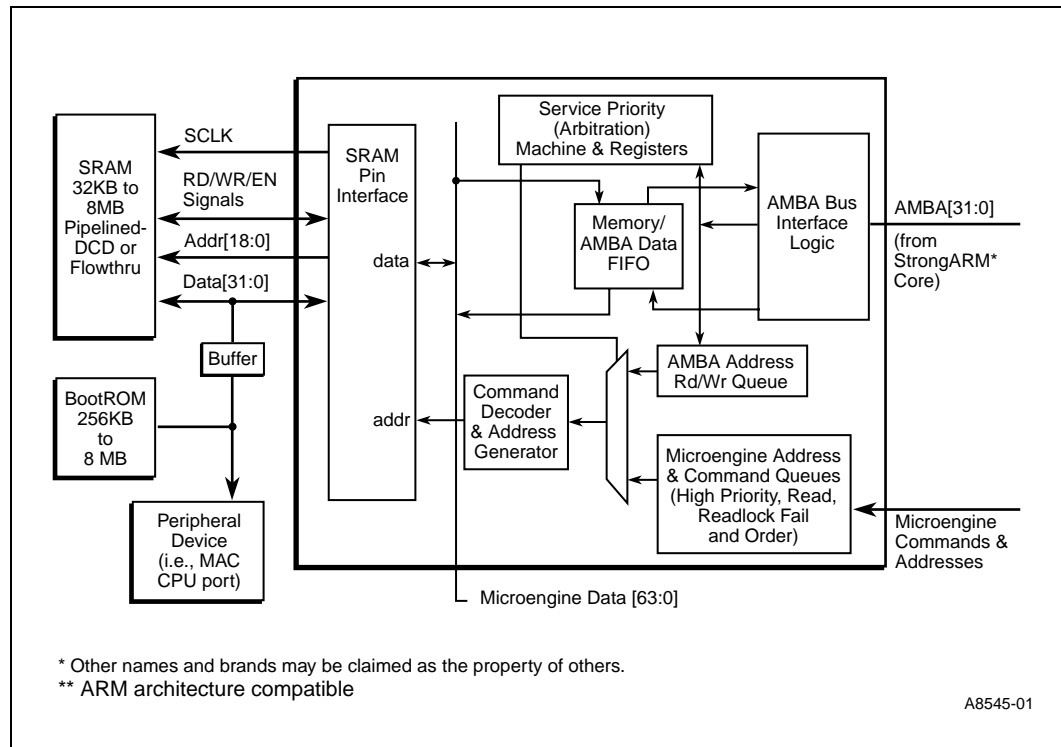 Service Priority
(Arbitration)
Machine & Registers
SCLK
SRAM
32KB to
8MB
Pipelined-
DCD or
Flowthru
RD/WR/EN
Signals
Addr[18:0]
Data[31:0]
SRAM
Pin
Interface
data
addr
Memory/
AMBA Data
FIFO
AMBA Bus
Interface
Logic
AMBA[31:0]
(from
StrongARM*
Core)
Buffer
BootROM
256KB
to
8 MB
Peripheral
Device
(i.e., MAC
CPU port)
Command
Decoder
& Address
Generator
AMBA Address
Rd/Wr Queue
Microengine Address
& Command Queues
(High Priority, Read,
Readlock Fail
and Order)
Microengine
Commands &
Addresses
Microengine Data [63:0]
* Other names and brands may be claimed as the property of others.
** ARM architecture compatible
A8545-01